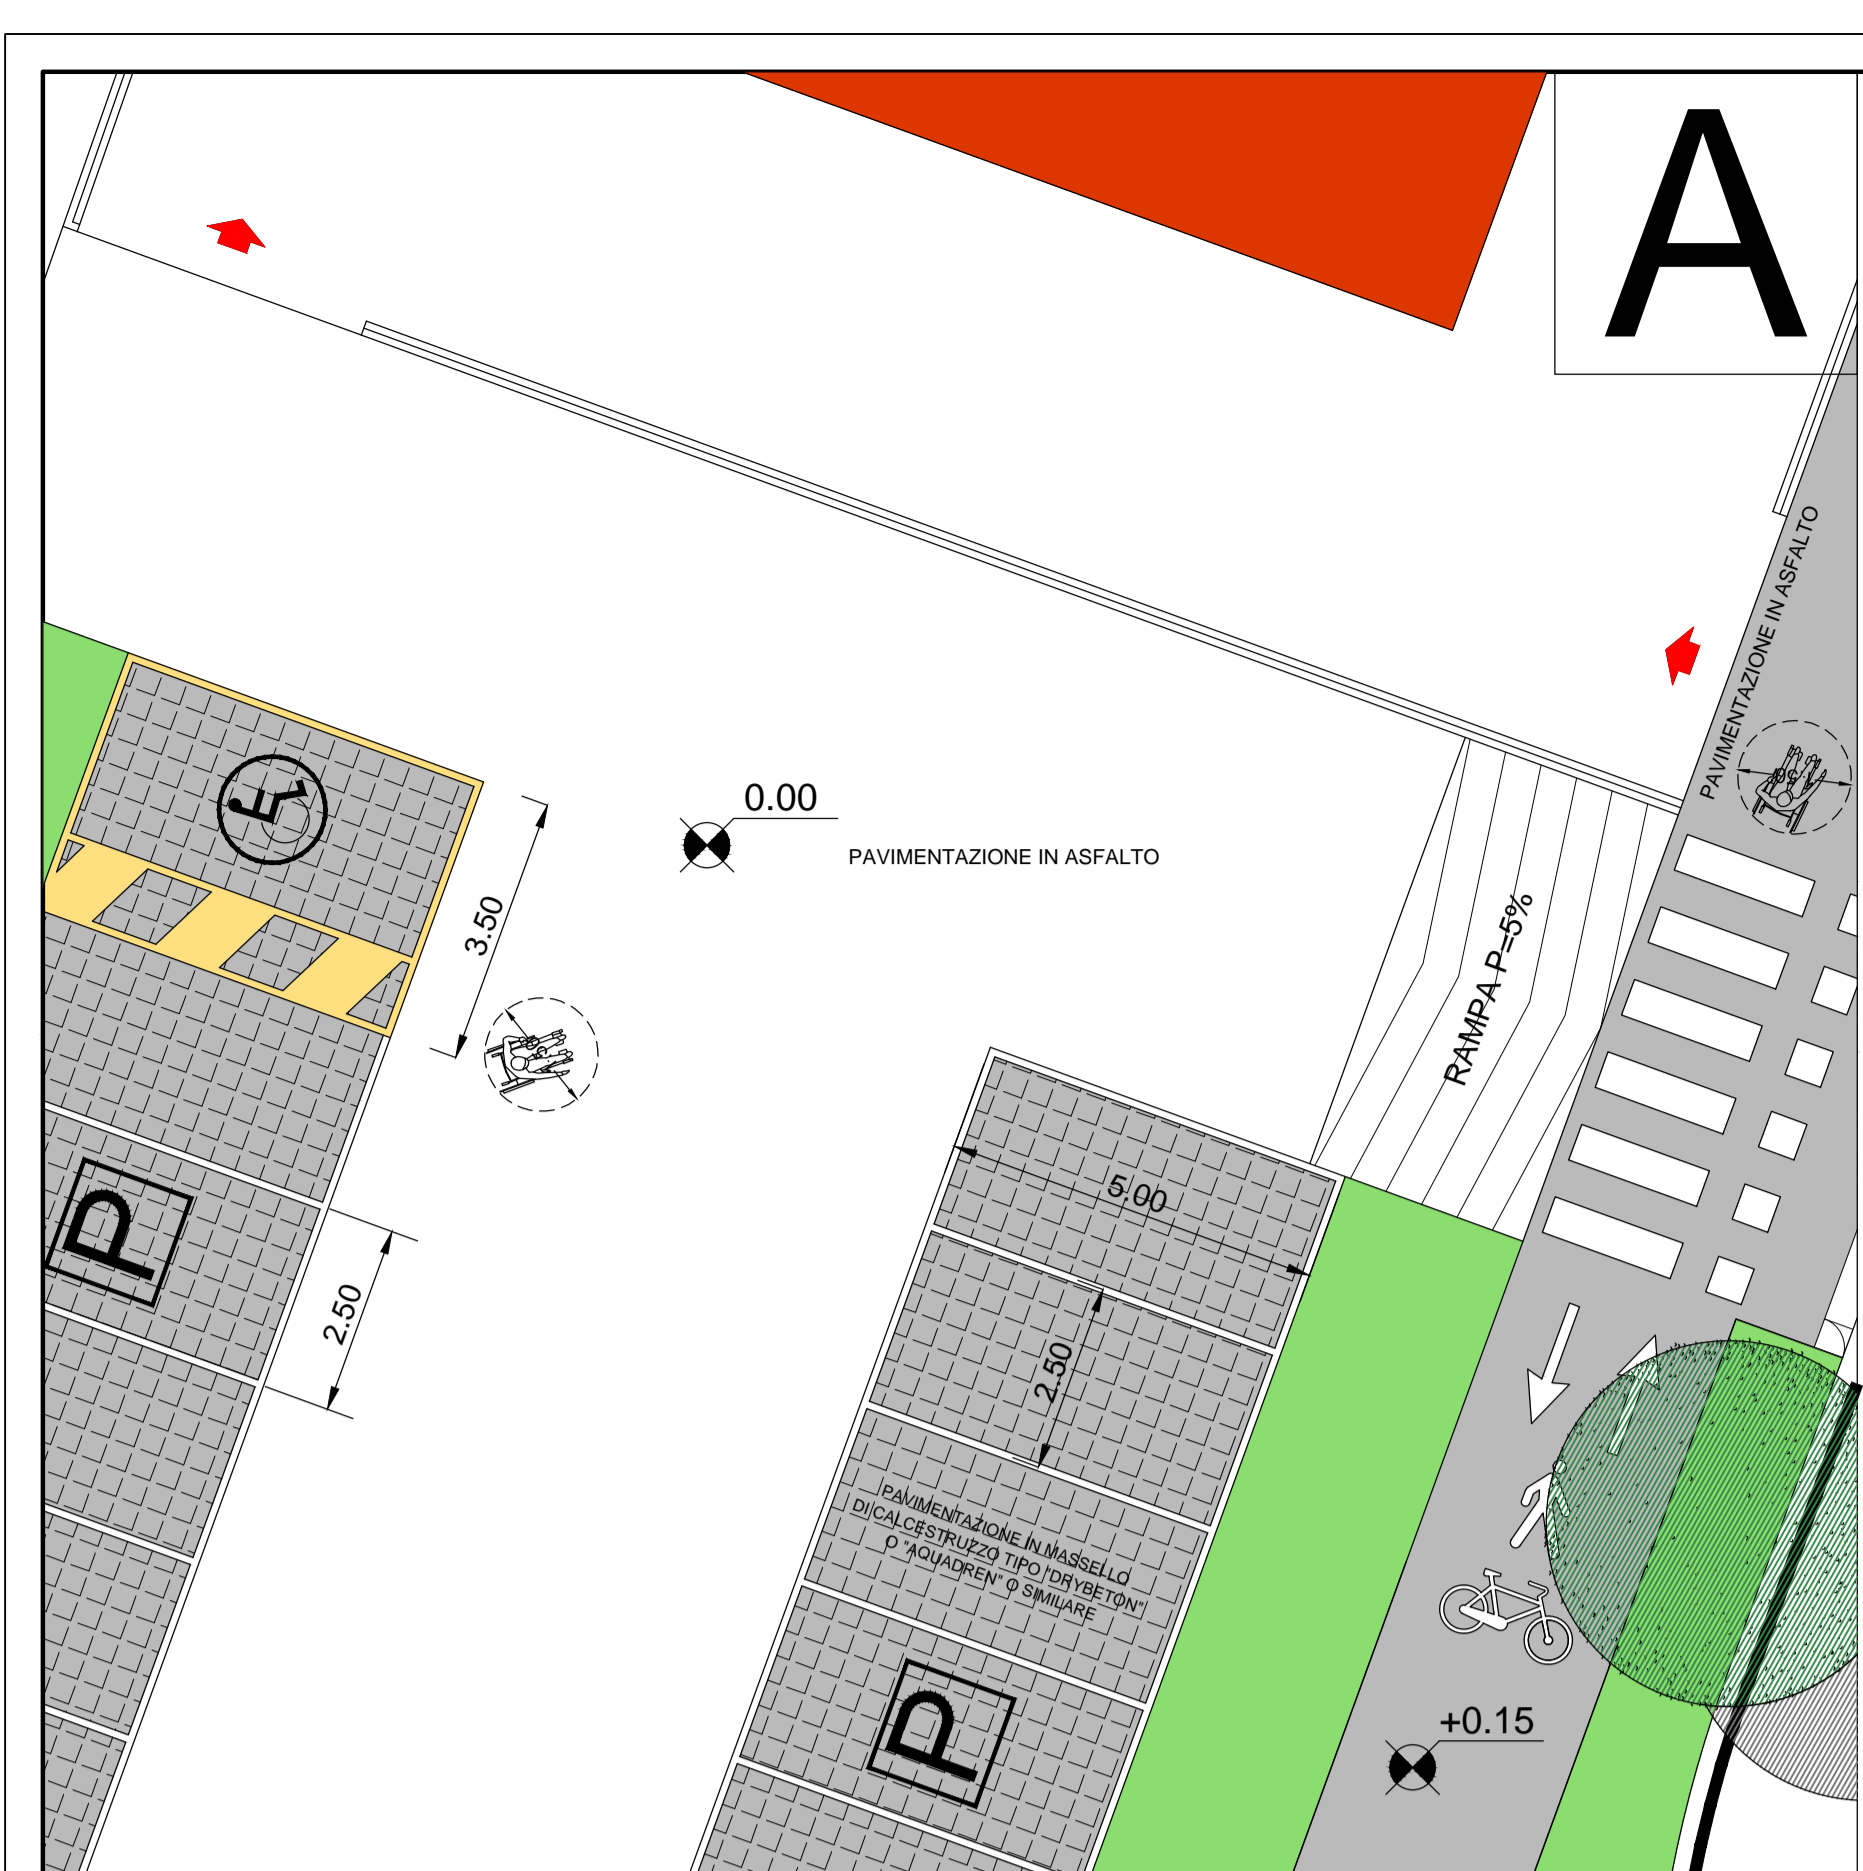 A
PAVIMENTAZIONE IN ASFALTO
0.00
PAVIMENTAZIONE IN ASFALTO
3.50
RAMPA P=5%
5.00
P
2.50
2.50
PAVIMENTAZIONE IN MASSELLO
DI CALCESTRUZZO TIPO "DRYBETON"
O "AQUADREN" O SIMILARE
P
+0.15